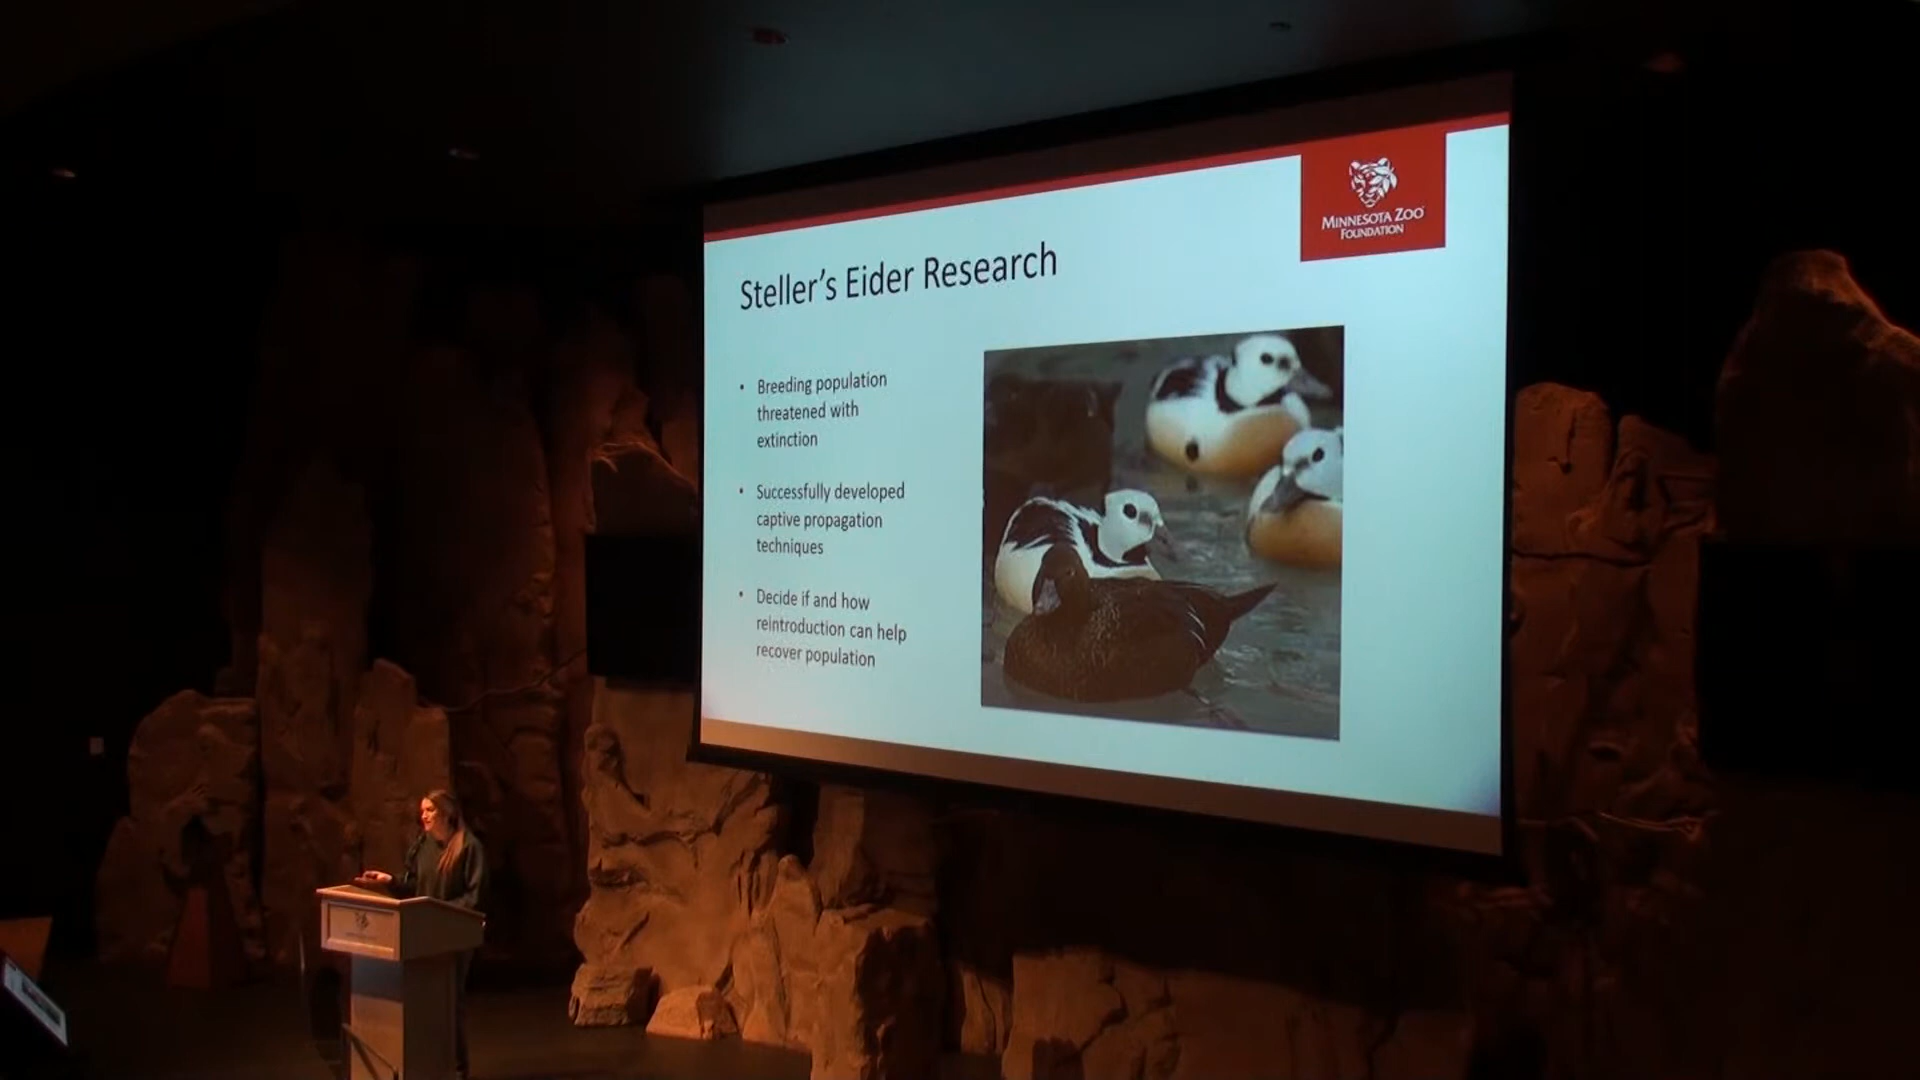 MINNESOTA ZOO
FOUNDATION
Steller's Eider Research
• Breeding population
threatened with
extinction
• Successfully developed
captive propagation
techniques
• Decide if and how
reintroduction can help
recover population